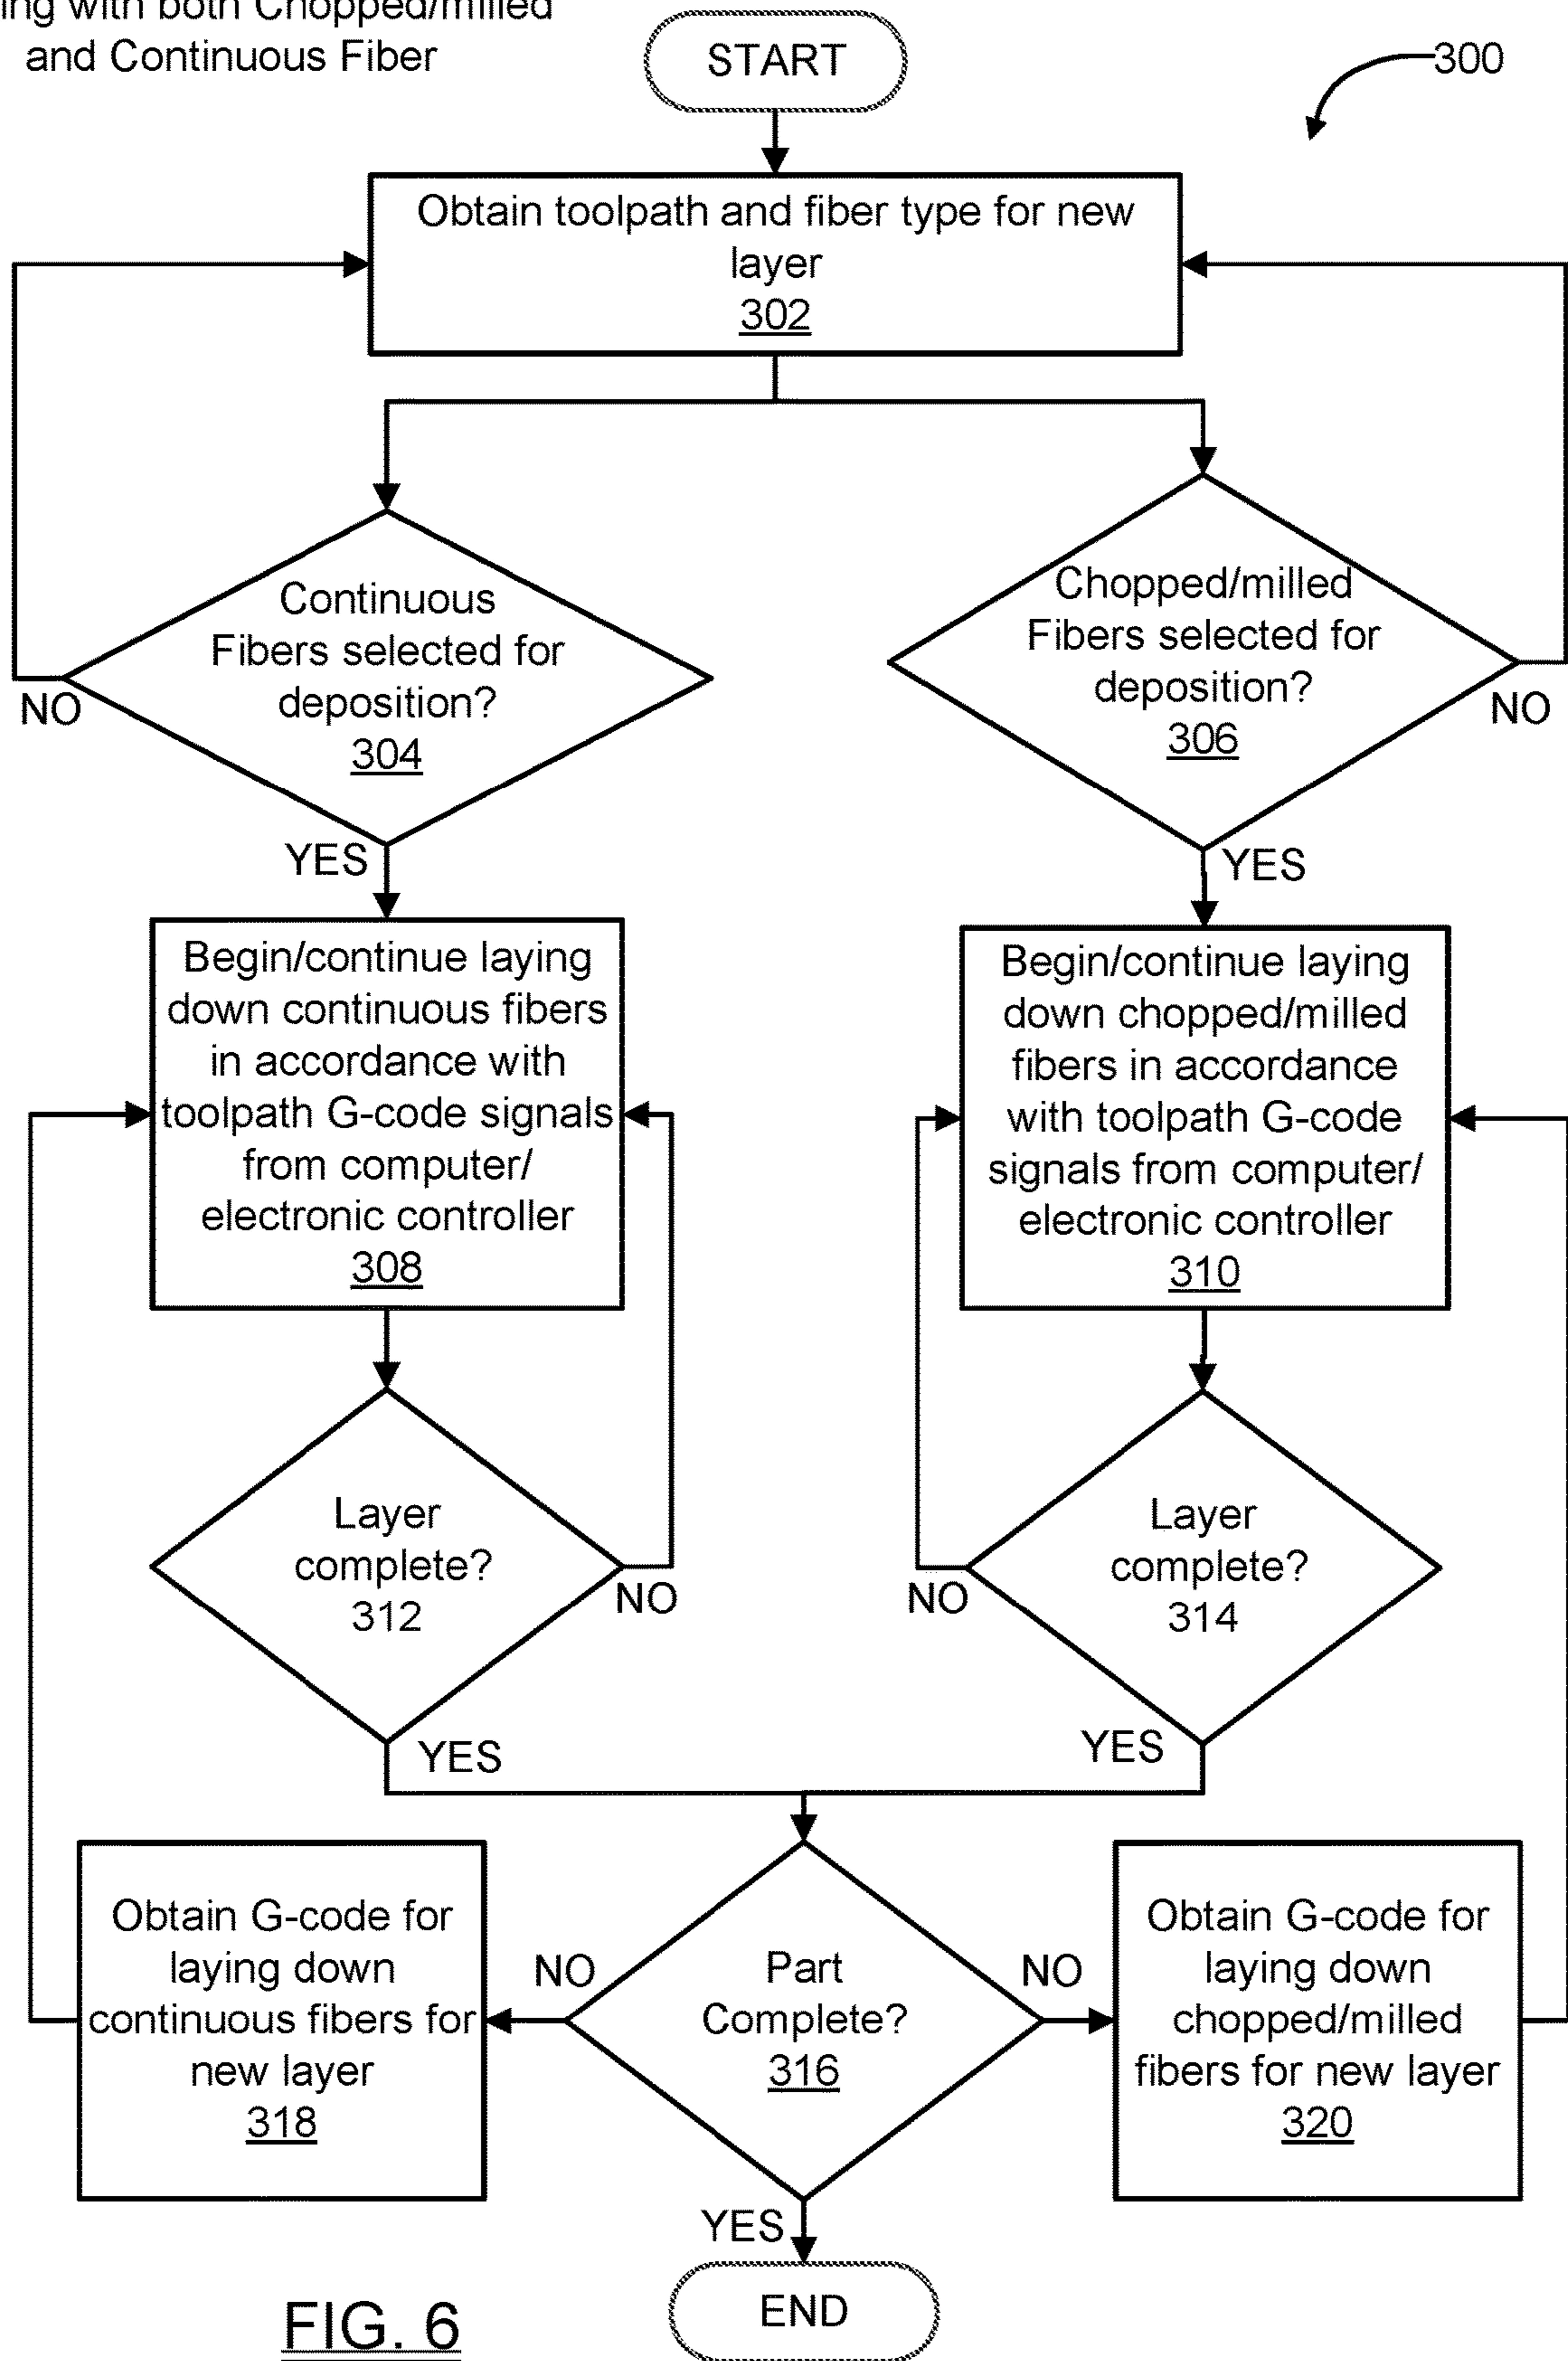 with both Chopped/milled
and Continuous Fiber
START
300
Obtain toolpath and fiber type for new
layer
302
Continuous
Fibers selected for
deposition?
304
NO
YES
Chopped/milled
Fibers selected for
deposition?
306
NO
YES
Begin/continue laying
down continuous fibers
in accordance with
toolpath G-code signals
from computer/
electronic controller
308
Begin/continue laying
down chopped/milled
fibers in accordance
with toolpath G-code
signals from computer/
electronic controller
310
Layer
complete?
312
NO
YES
Layer
complete?
314
NO
YES
Obtain G-code for
laying down
continuous fibers for
new layer
318
NO
Part
Complete?
316
NO
YES
Obtain G-code for
laying down
chopped/milled
fibers for new layer
320
END
FIG. 6